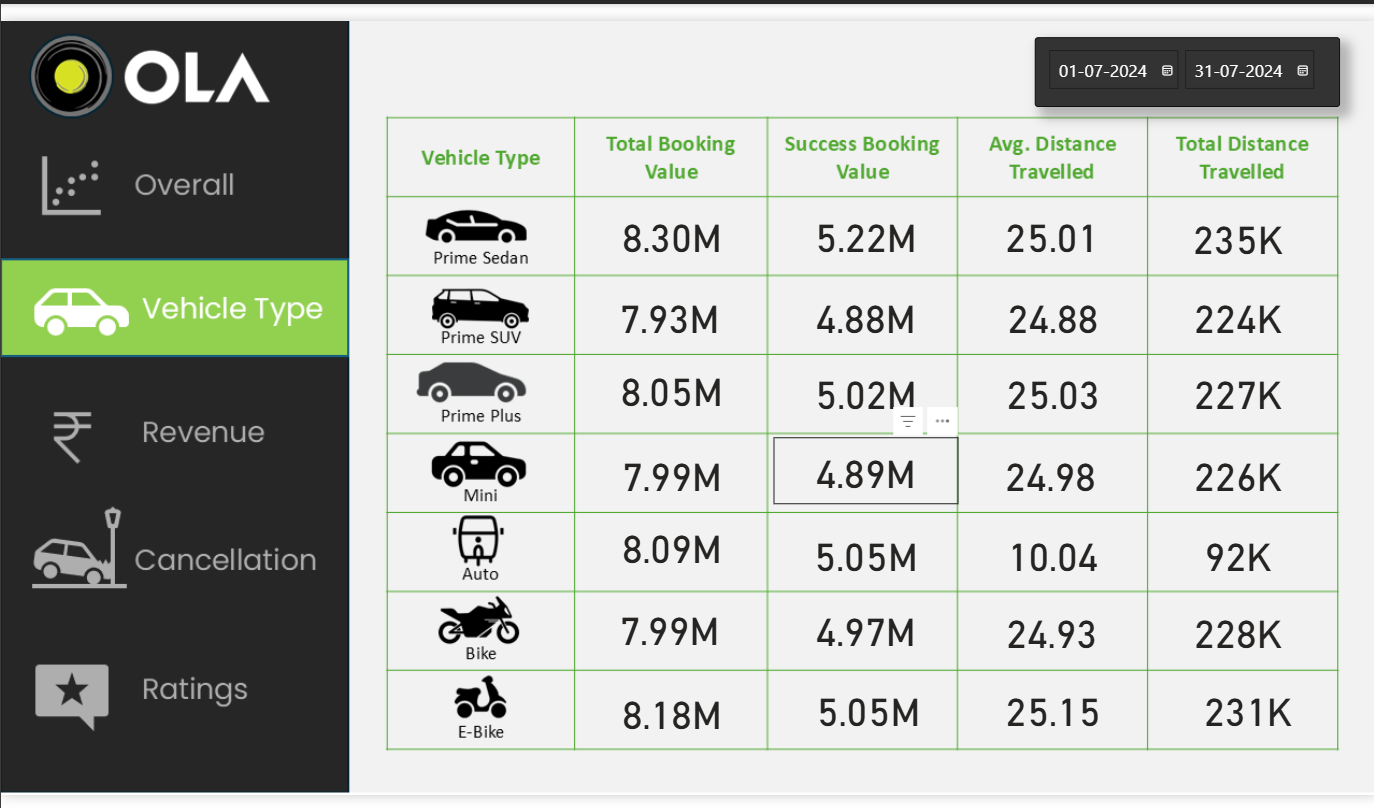 OLA
01-07-2024 31-07-2024
Overall
Vehicle Type
Revenue
Cancellation
Ratings
Vehicle Type
Total Booking
Value
Success Booking
Value
Avg. Distance
Travelled
Total Distance
Travelled
Prime Sedan
8.30M
5.22M
25.01
235K
Prime SUV
7.93M
4.88M
24.88
224K
Prime Plus
8.05M
5.02M
25.03
227K
Mini
7.99M
4.89M
24.98
226K
Auto
8.09M
5.05M
10.04
92K
Bike
7.99M
4.97M
24.93
228K
E-Bike
8.18M
5.05M
25.15
231K